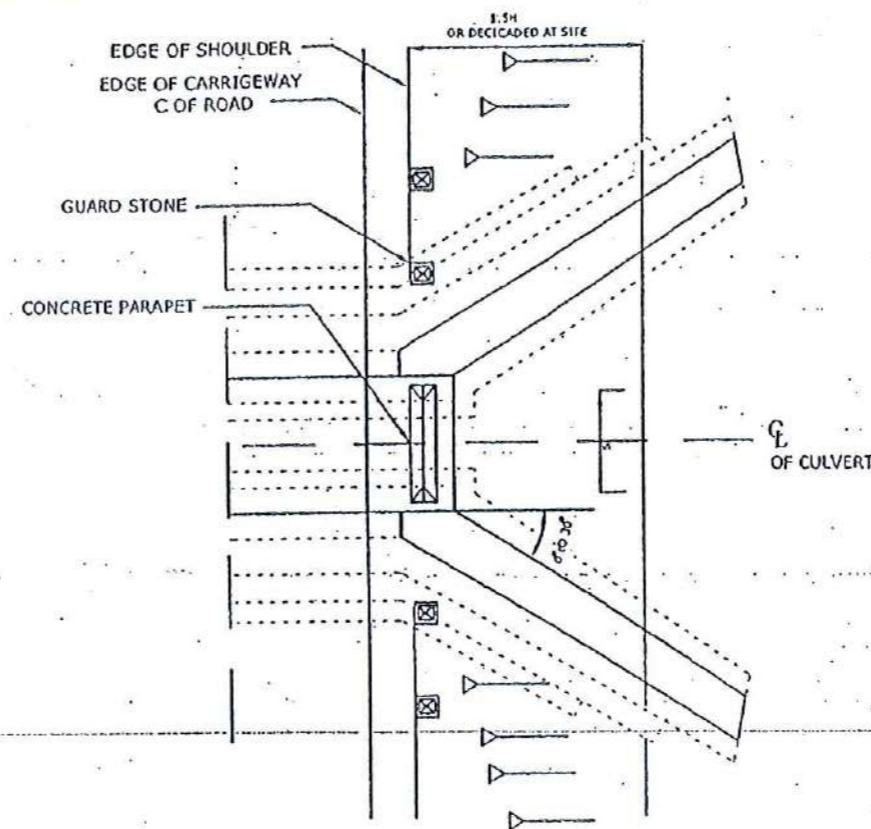 1.5H
OR DECICADED AT SITE
EDGE OF SHOULDER
EDGE OF CARRIGEWAY
C OF ROAD
GUARD STONE
CONCRETE PARAPET
℄
OF CULVERT